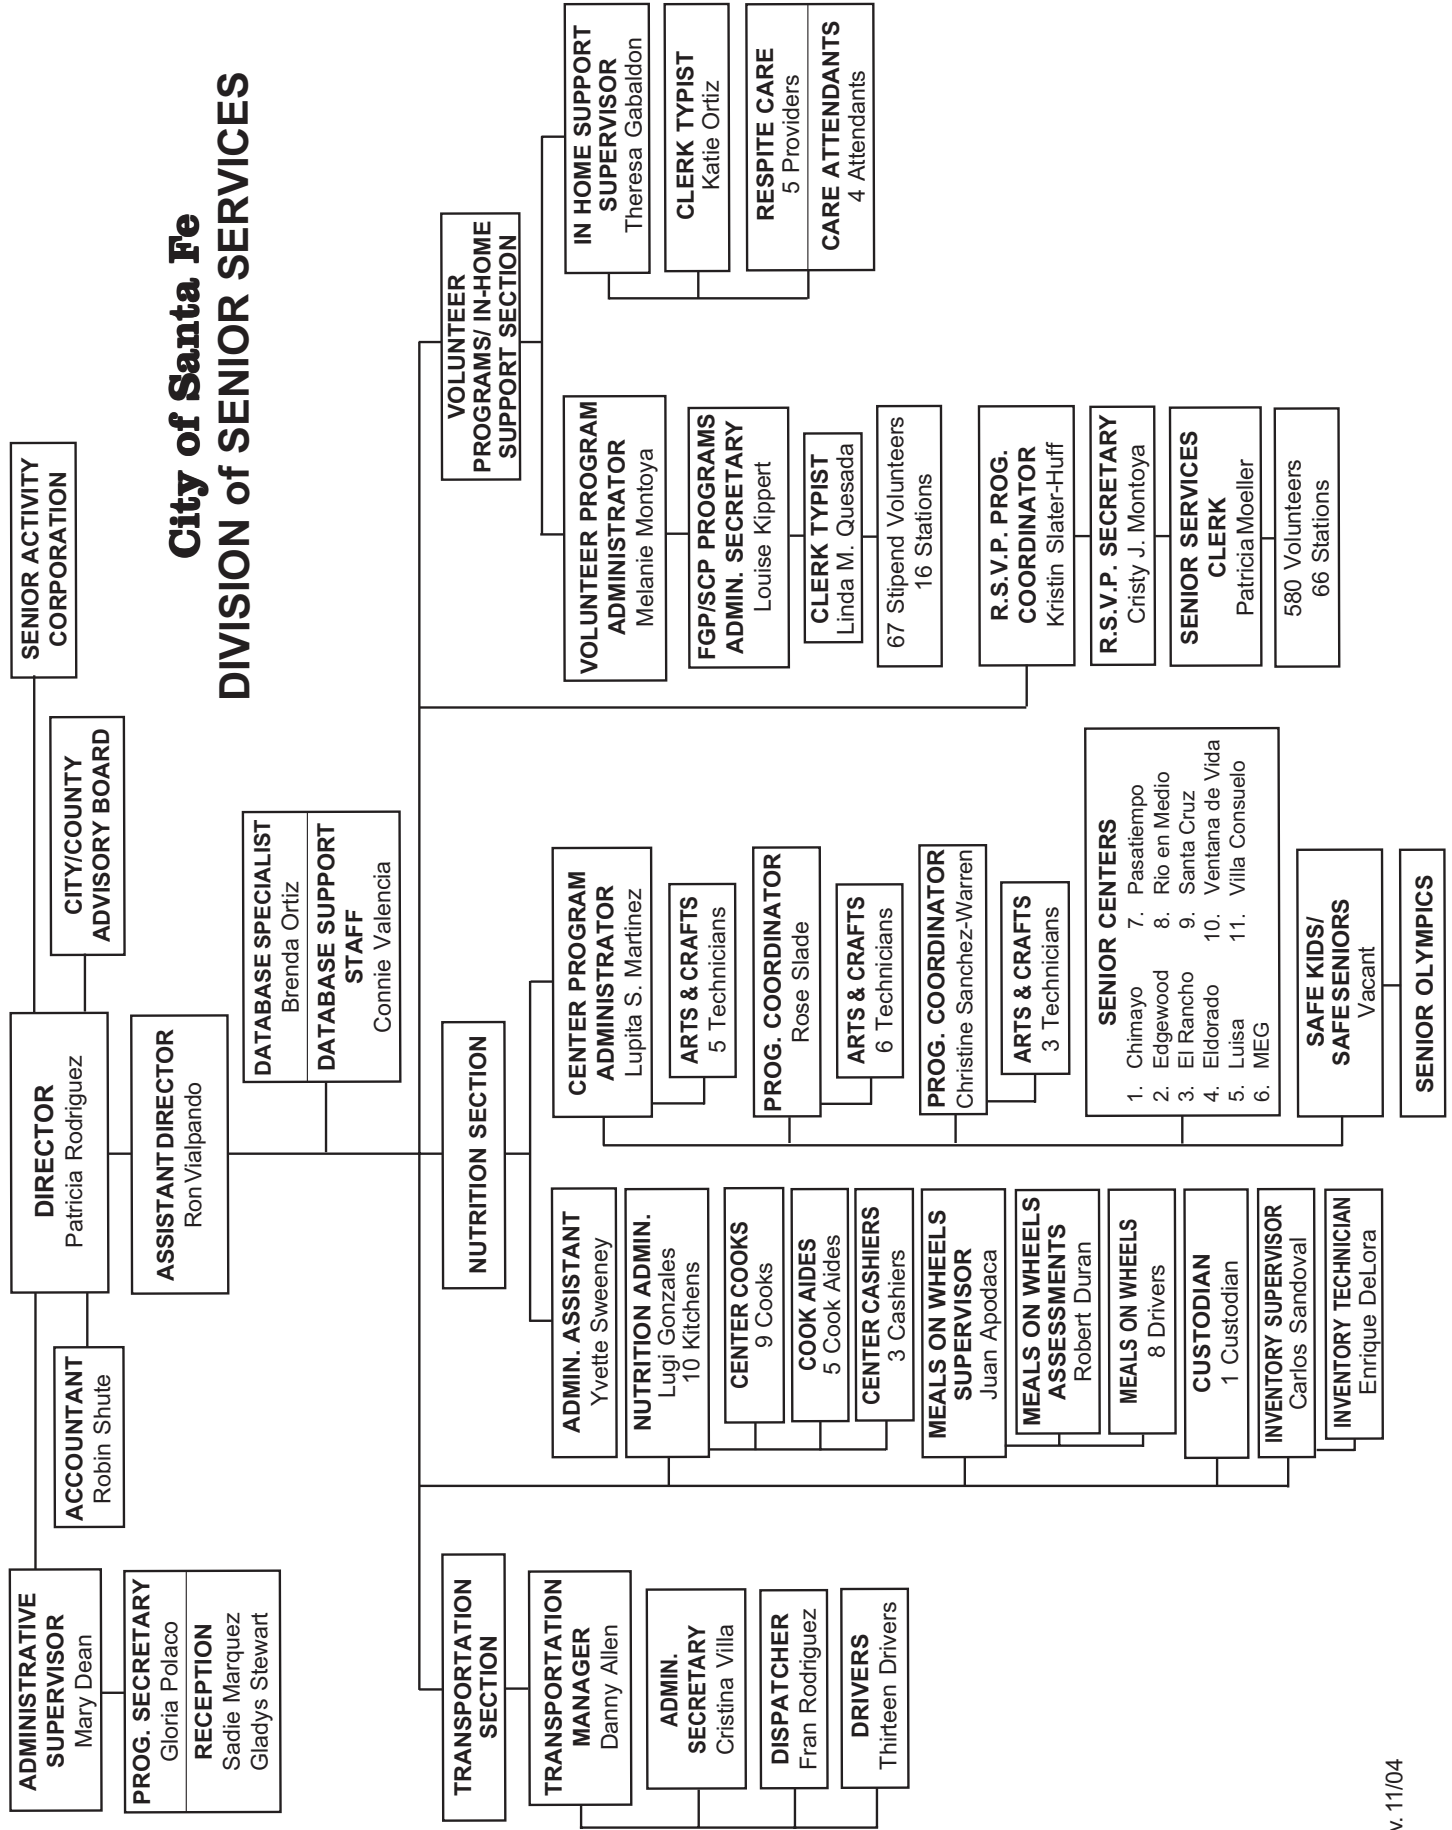 City of Santa Fe
DIVISION of SENIOR SERVICES
SENIOR ACTIVITY
CORPORATION
CITY/COUNTY
ADVISORY BOARD
DIRECTOR
Patricia Rodriguez
ADMINISTRATIVE
SUPERVISOR
Mary Dean
PROG. SECRETARY
Gloria Polaco
RECEPTION
Sadie Marquez
Gladys Stewart
ACCOUNTANT
Robin Shute
ASSISTANT DIRECTOR
Ron Vialpando
DATABASE SPECIALIST
Brenda Ortiz
DATABASE SUPPORT
STAFF
Connie Valencia
TRANSPORTATION
SECTION
TRANSPORTATION
MANAGER
Danny Allen
ADMIN.
SECRETARY
Cristina Villa
DISPATCHER
Fran Rodriguez
DRIVERS
Thirteen Drivers
NUTRITION SECTION
ADMIN. ASSISTANT
Yvette Sweeney
NUTRITION ADMIN.
Lugi Gonzales
10 Kitchens
CENTER COOKS
9 Cooks
COOK AIDES
5 Cook Aides
CENTER CASHIERS
3 Cashiers
MEALS ON WHEELS
SUPERVISOR
Juan Apodaca
MEALS ON WHEELS
ASSESSMENTS
Robert Duran
MEALS ON WHEELS
8 Drivers
CUSTODIAN
1 Custodian
INVENTORY SUPERVISOR
Carlos Sandoval
INVENTORY TECHNICIAN
Enrique DeLora
CENTER PROGRAM
ADMINISTRATOR
Lupita S. Martinez
ARTS & CRAFTS
5 Technicians
PROG. COORDINATOR
Rose Slade
ARTS & CRAFTS
6 Technicians
PROG. COORDINATOR
Christine Sanchez-Warren
ARTS & CRAFTS
3 Technicians
SENIOR CENTERS
1. Chimayo
2. Edgewood
3. El Rancho
4. Eldorado
5. Luisa
6. MEG
7. Pasatiempo
8. Rio en Medio
9. Santa Cruz
10. Ventana de Vida
11. Villa Consuelo
SAFE KIDS/
SAFE SENIORS
Vacant
SENIOR OLYMPICS
VOLUNTEER
PROGRAMS/ IN-HOME
SUPPORT SECTION
VOLUNTEER PROGRAM
ADMINISTRATOR
Melanie Montoya
FGP/SCP PROGRAMS
ADMIN. SECRETARY
Louise Kippert
CLERK TYPIST
Linda M. Quesada
67 Stipend Volunteers
16 Stations
R.S.V.P. PROG.
COORDINATOR
Kristin Slater-Huff
R.S.V.P. SECRETARY
Cristy J. Montoya
SENIOR SERVICES
CLERK
Patricia Moeller
580 Volunteers
66 Stations
IN HOME SUPPORT
SUPERVISOR
Theresa Gabaldon
CLERK TYPIST
Katie Ortiz
RESPITE CARE
5 Providers
CARE ATTENDANTS
4 Attendants
v. 11/04